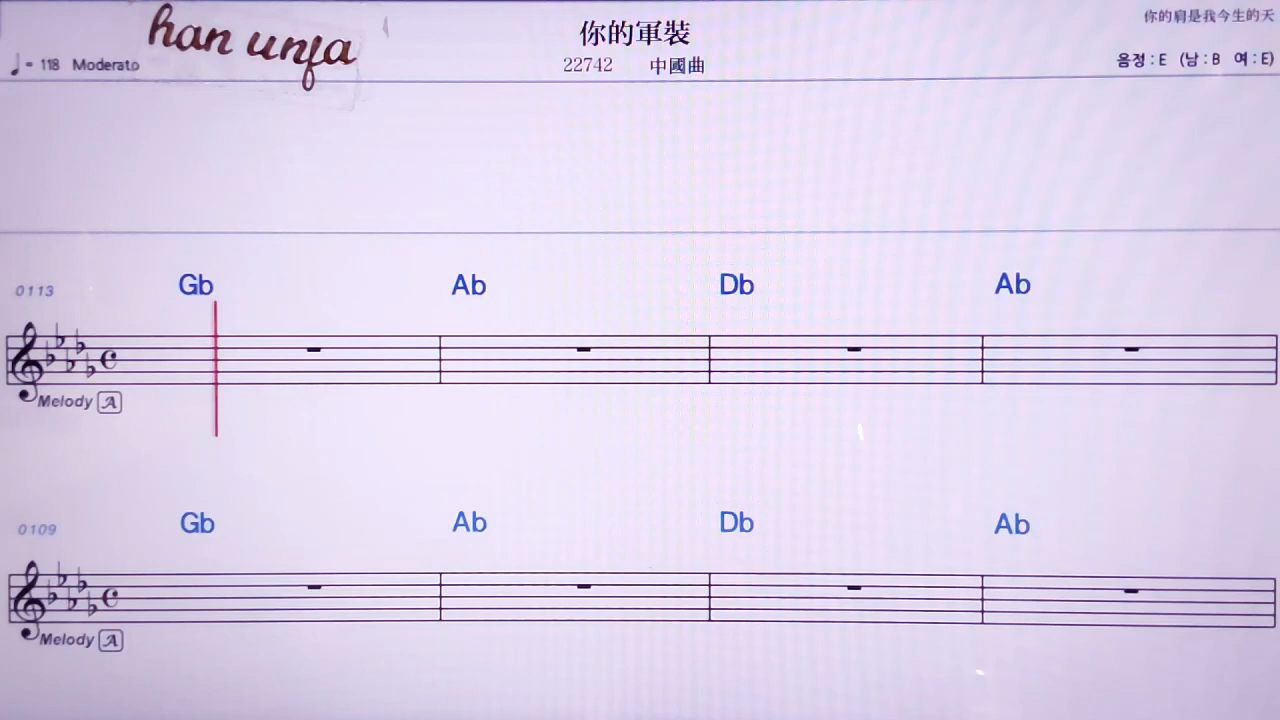 han unja
你的軍裝
你的肩是我今生的天
♩= 118 Moderato
22742 中國曲
음정 : E (남 : B 여 : E)
0113
Gb Ab Db Ab
Melody A
0109
Gb Ab Db Ab
Melody A